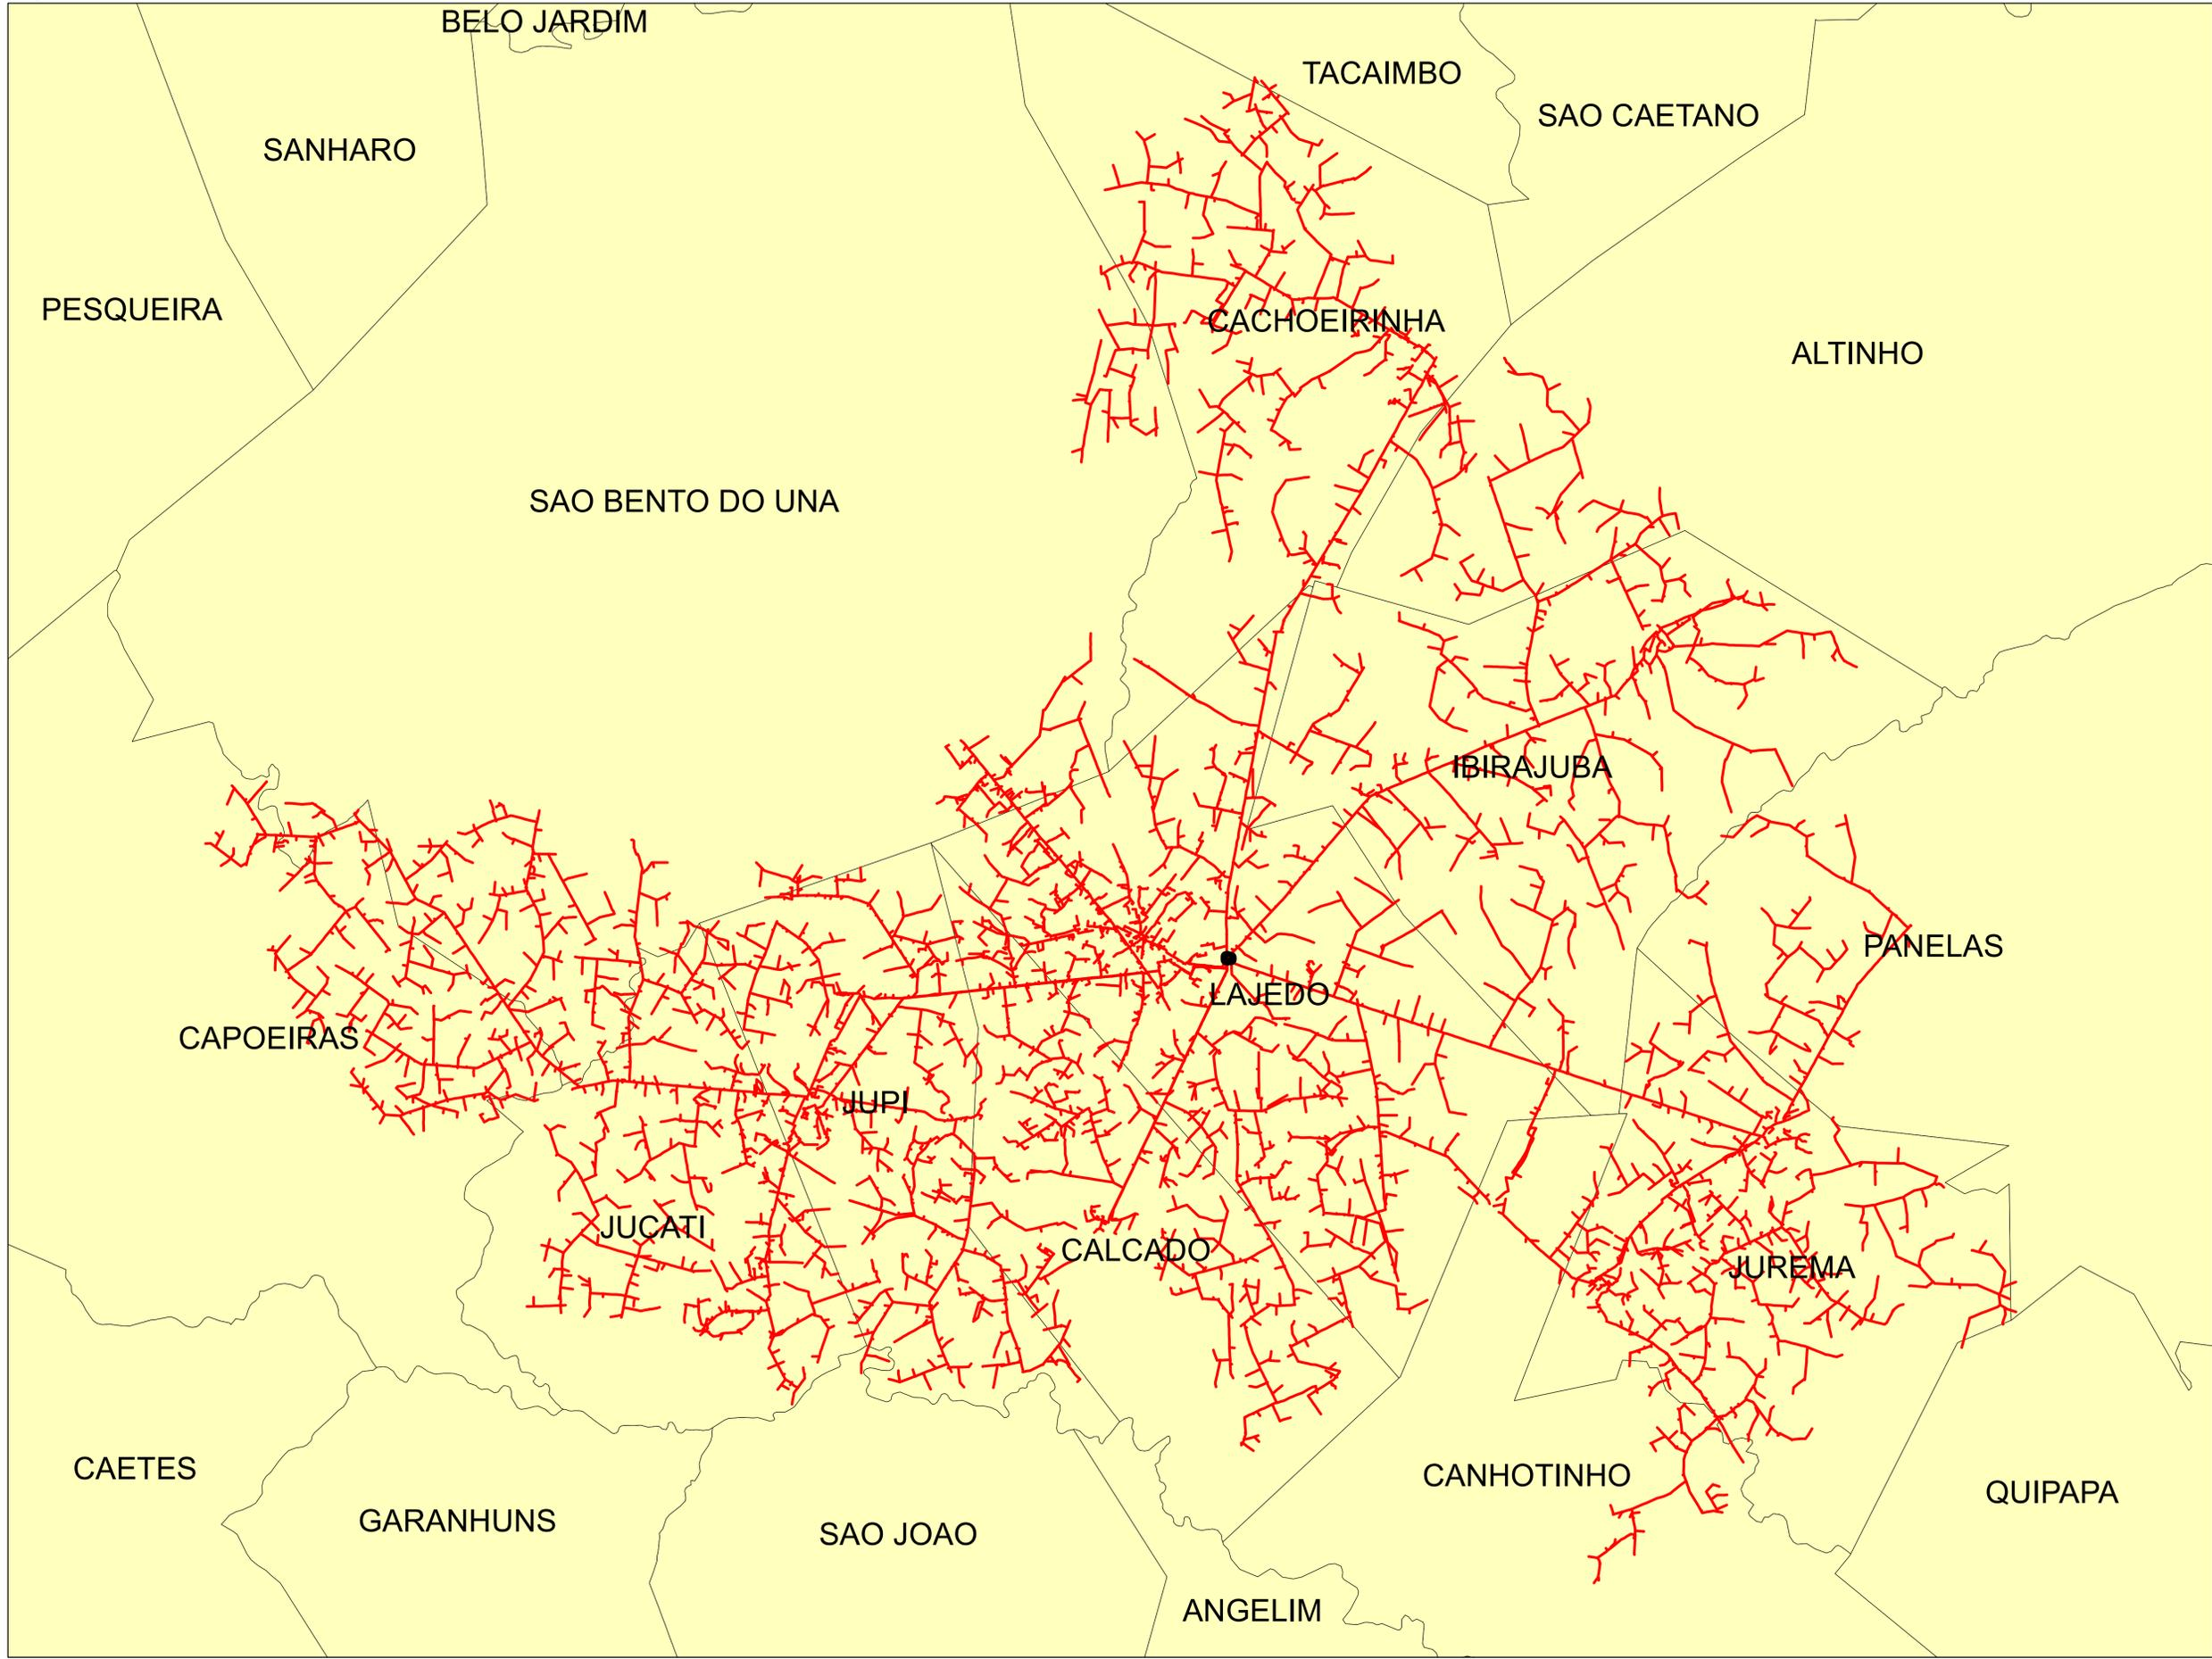 BELO JARDIM
TACAIMBO
SAO CAETANO
SANHARO
PESQUEIRA
CACHOEIRINHA
ALTINHO
SAO BENTO DO UNA
IBIRAJUBA
PANELAS
LAJEDO
CAPOEIRAS
JUPI
JUCATI
CALCADO
JUREMA
CAETES
CANHOTINHO
QUIPAPA
GARANHUNS
SAO JOAO
ANGELIM